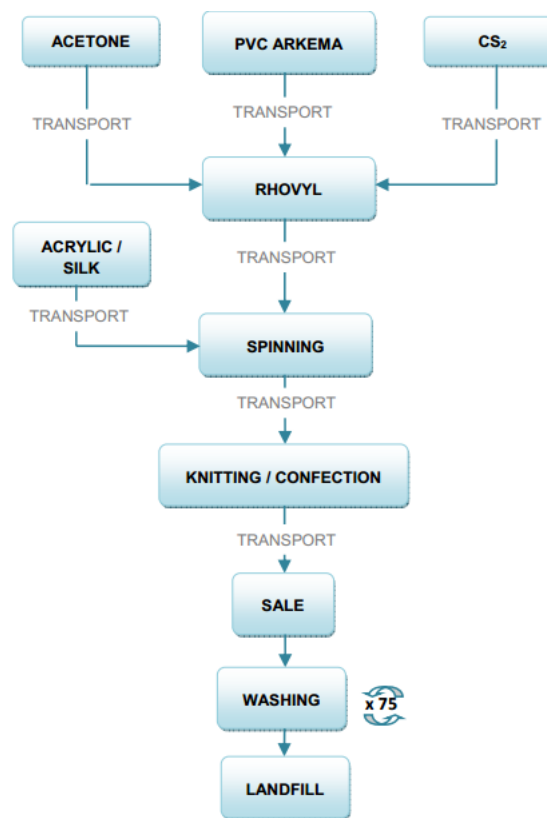 ACETONE
PVC ARKEMA
CS₂
TRANSPORT
TRANSPORT
TRANSPORT
RHOVYL
ACRYLIC /
SILK
TRANSPORT
TRANSPORT
SPINNING
TRANSPORT
KNITTING / CONFECTION
TRANSPORT
SALE
WASHING
x 75
LANDFILL